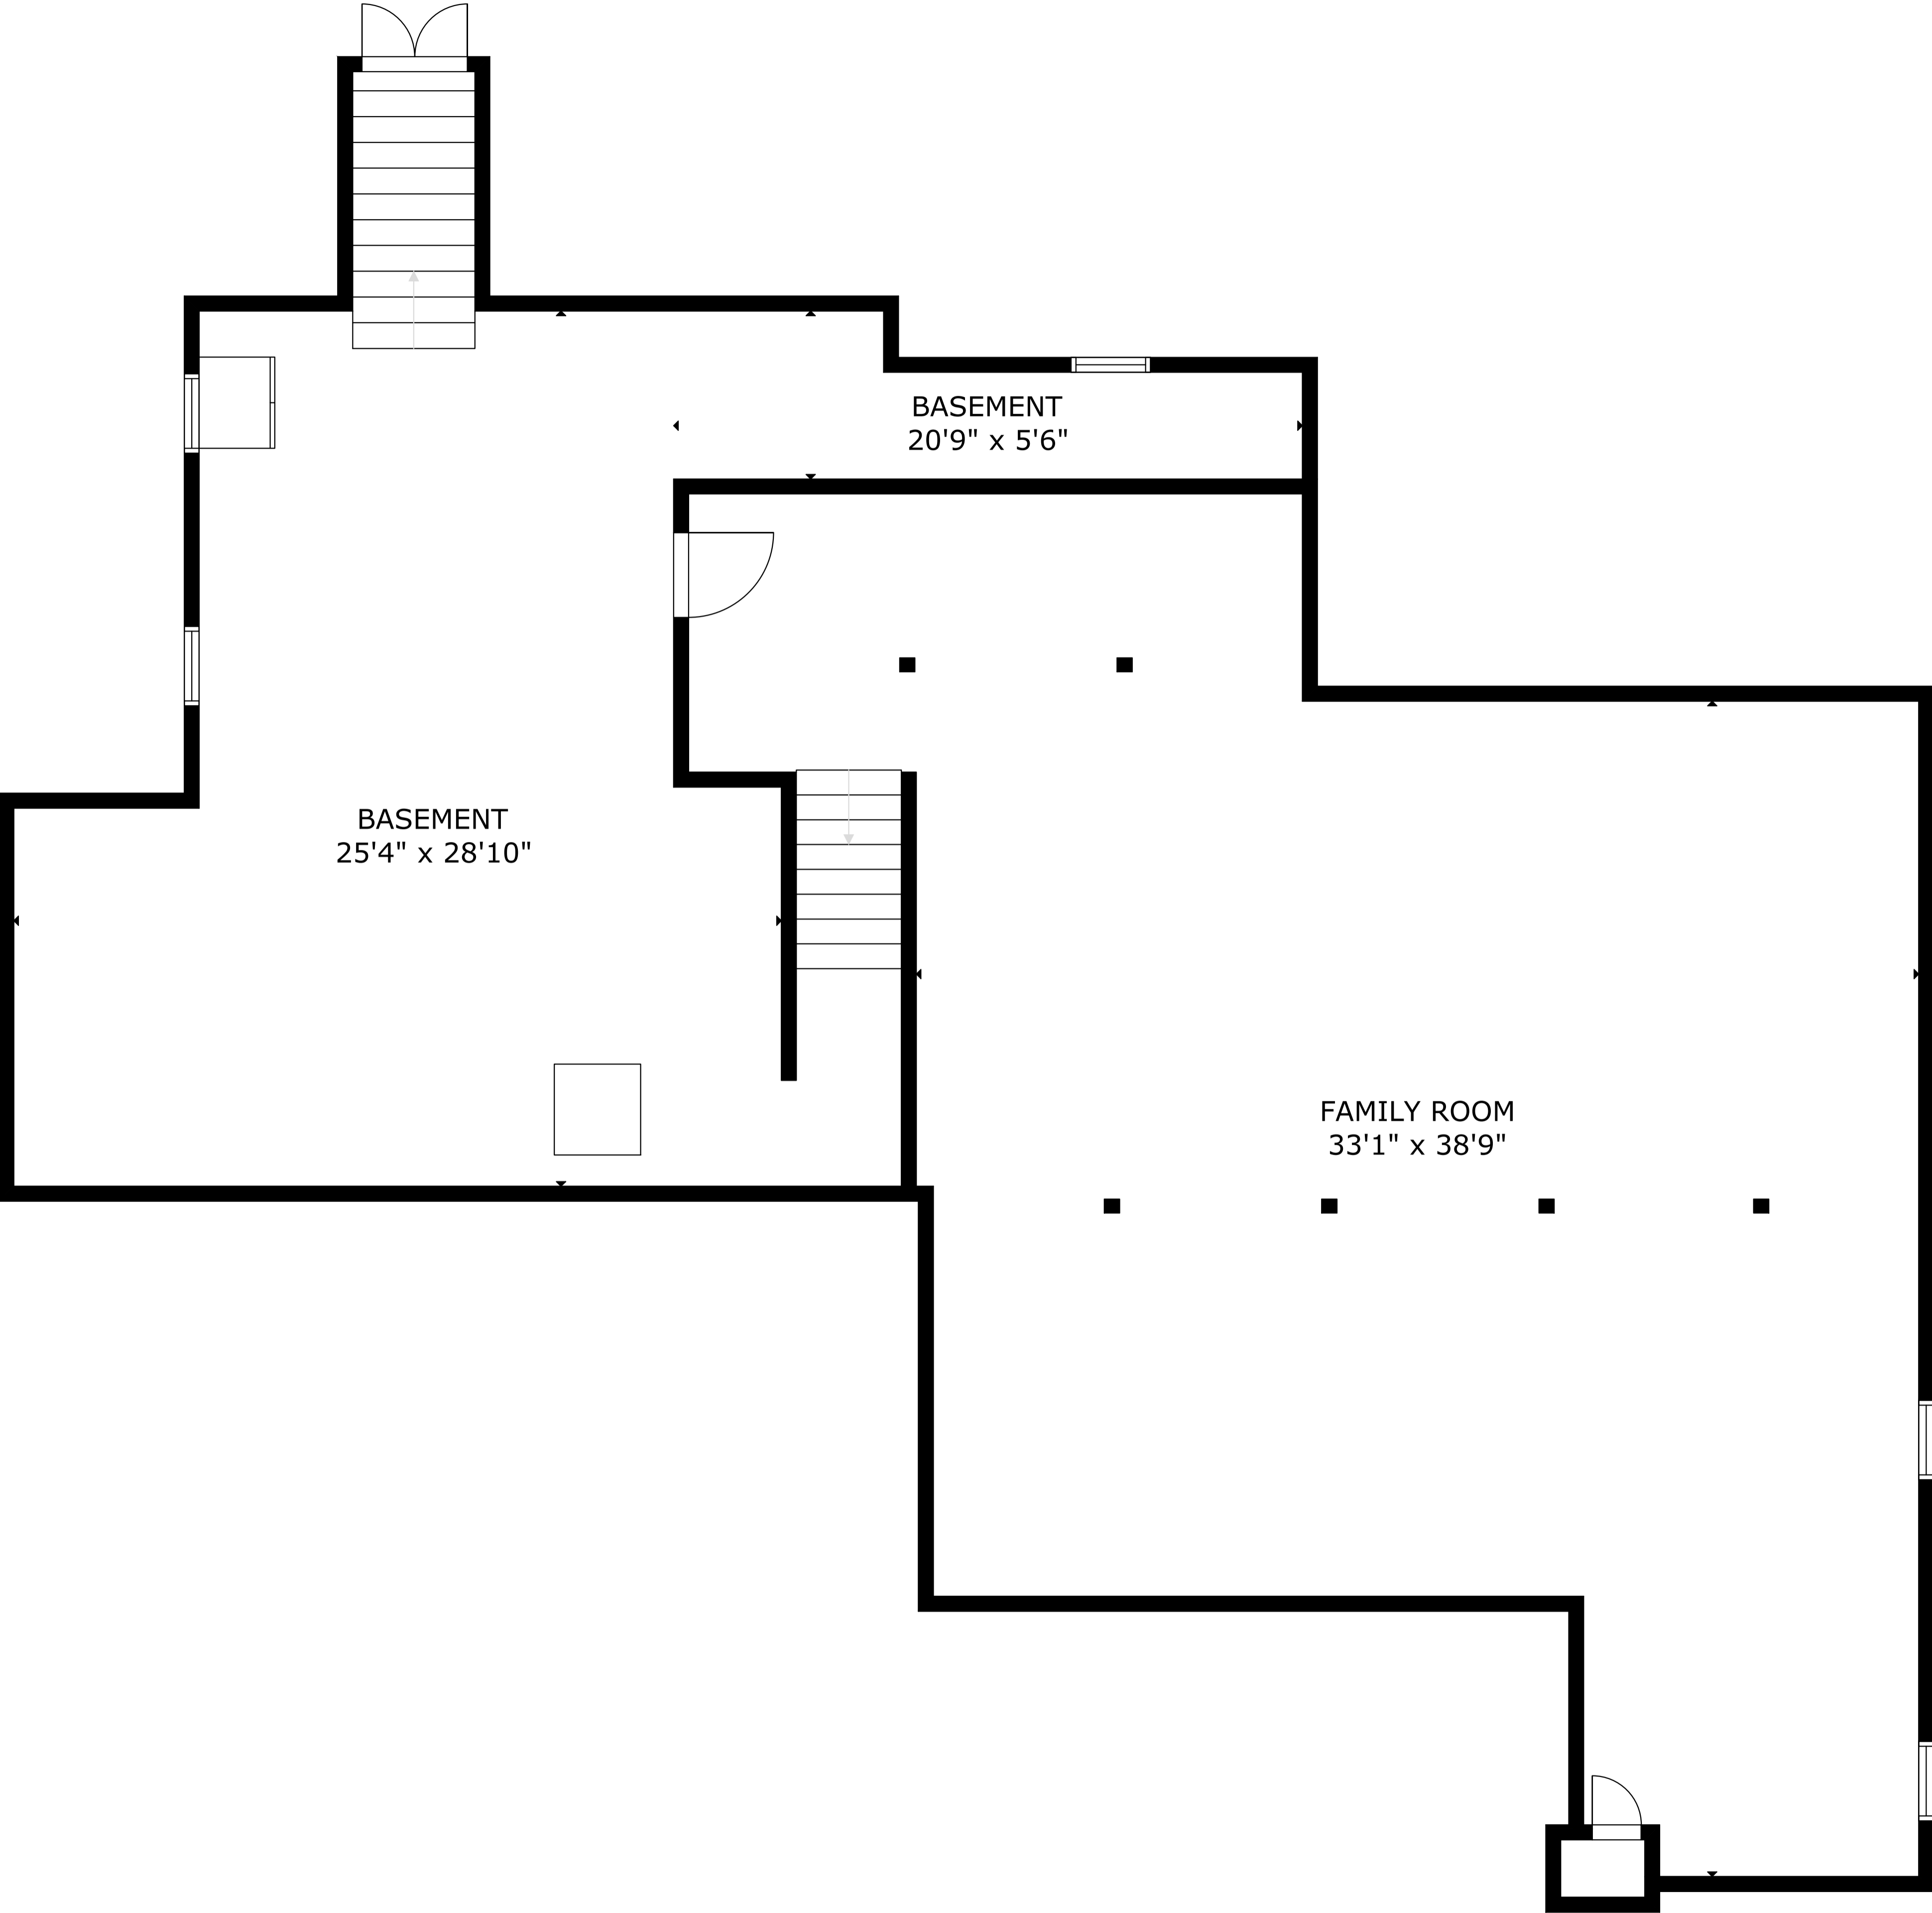 BASEMENT
20'9" x 5'6"
BASEMENT
25'4" x 28'10"
FAMILY ROOM
33'1" x 38'9"